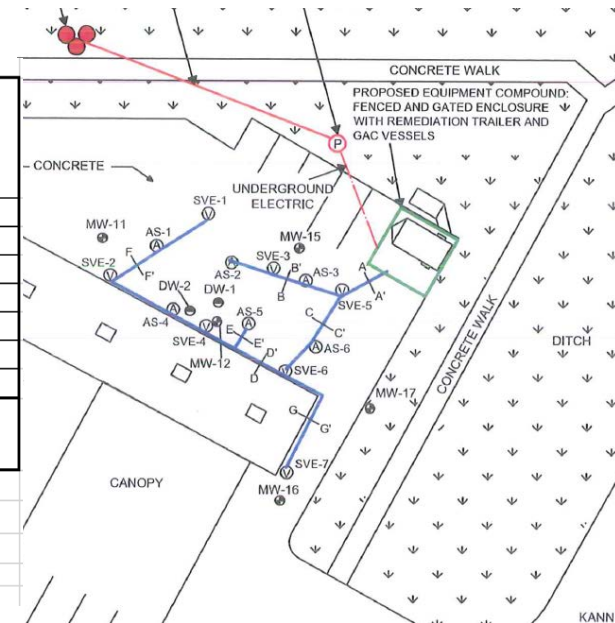 CONCRETE WALK
PROPOSED EQUIPMENT COMPOUND:
FENCED AND GATED ENCLOSURE
WITH REMEDIATION TRAILER AND
GAC VESSELS
P
CONCRETE
UNDERGROUND
ELECTRIC
SVE-1
V
MW-11
AS-1
A
MW-15
F
F'
SVE-2
V
AS-2
A
SVE-3
V
B'
B
AS-3
A
A
A'
SVE-5
V
DW-2
DW-1
AS-4
A
SVE-4
V
AS-5
A
E
E'
MW-12
C
C'
AS-6
A
D'
D
SVE-6
V
CONCRETE WALK
DITCH
MW-17
G
G'
SVE-7
V
MW-16
CANOPY
KANN